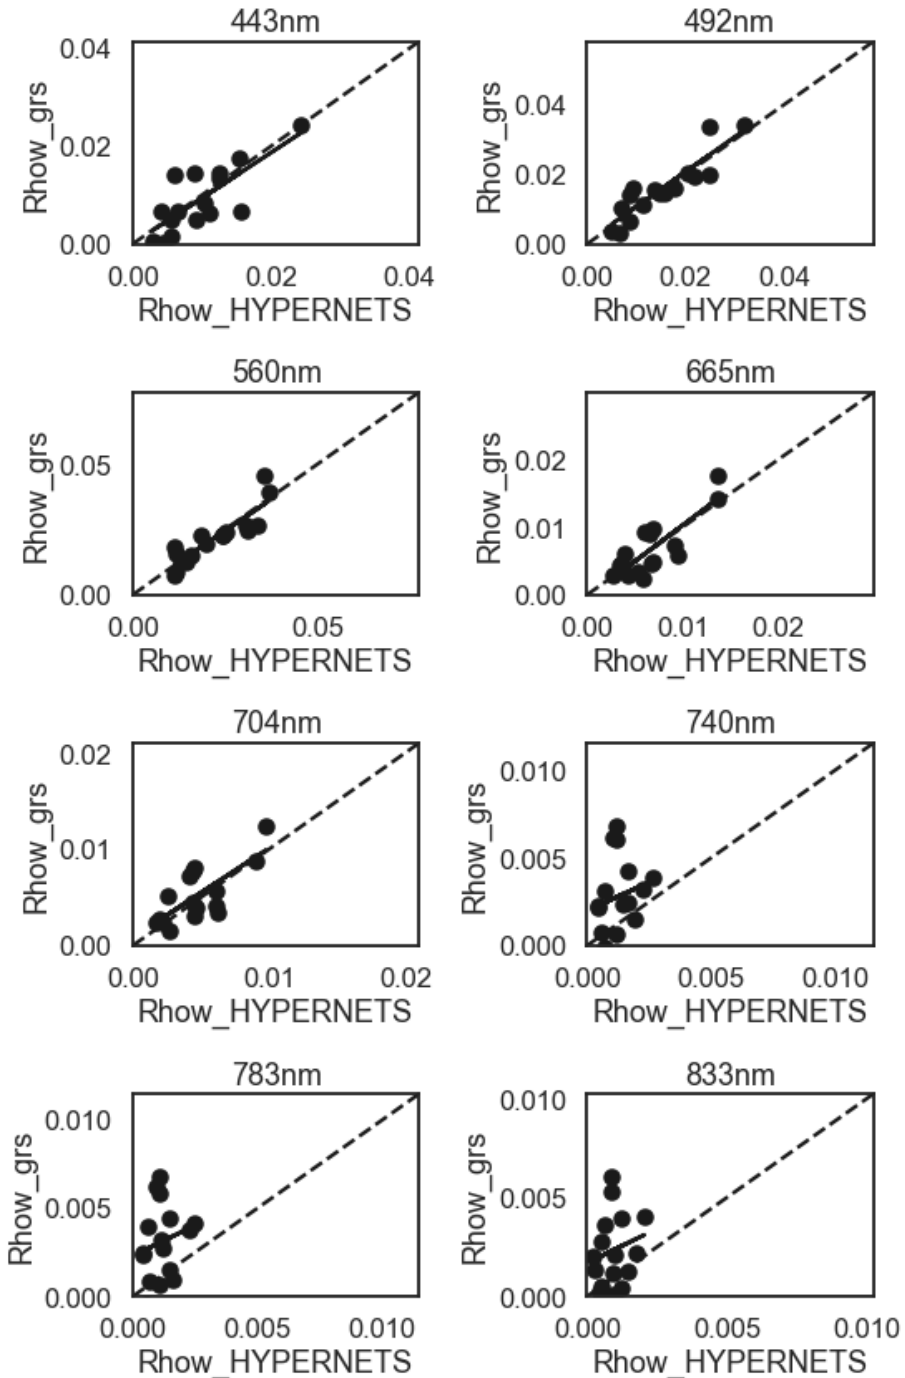 443nm
0.04
0.02
0.00
Rhow_grs
0.00 0.02 0.04
Rhow_HYPERNETS
492nm
0.04
0.02
0.00
Rhow_grs
0.00 0.02 0.04
Rhow_HYPERNETS
560nm
0.05
0.00
Rhow_grs
0.00 0.05
Rhow_HYPERNETS
665nm
0.02
0.01
0.00
Rhow_grs
0.00 0.01 0.02
Rhow_HYPERNETS
704nm
0.02
0.01
0.00
Rhow_grs
0.00 0.01 0.02
Rhow_HYPERNETS
740nm
0.010
0.005
0.000
Rhow_grs
0.000 0.005 0.010
Rhow_HYPERNETS
783nm
0.010
0.005
0.000
Rhow_grs
0.000 0.005 0.010
Rhow_HYPERNETS
833nm
0.010
0.005
0.000
Rhow_grs
0.000 0.005 0.010
Rhow_HYPERNETS